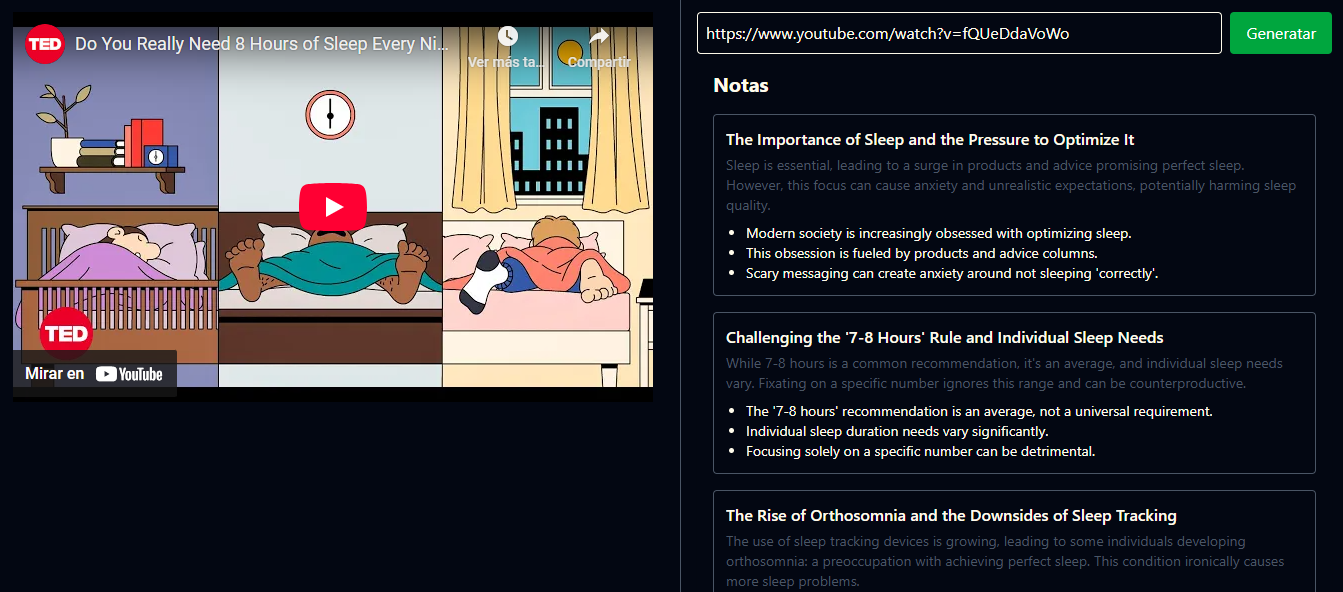 TED Do You Really Need 8 Hours of Sleep Every Ni...
Ver más ta...
Compartir
TED
Mirar en YouTube
https://www.youtube.com/watch?v=fQUeDdaVoWo
Generatar
Notas
The Importance of Sleep and the Pressure to Optimize It
Sleep is essential, leading to a surge in products and advice promising perfect sleep.
However, this focus can cause anxiety and unrealistic expectations, potentially harming sleep
quality.
• Modern society is increasingly obsessed with optimizing sleep.
• This obsession is fueled by products and advice columns.
• Scary messaging can create anxiety around not sleeping 'correctly'.
Challenging the '7-8 Hours' Rule and Individual Sleep Needs
While 7-8 hours is a common recommendation, it's an average, and individual sleep needs
vary. Fixating on a specific number ignores this range and can be counterproductive.
• The '7-8 hours' recommendation is an average, not a universal requirement.
• Individual sleep duration needs vary significantly.
• Focusing solely on a specific number can be detrimental.
The Rise of Orthosomnia and the Downsides of Sleep Tracking
The use of sleep tracking devices is growing, leading to some individuals developing
orthosomnia: a preoccupation with achieving perfect sleep. This condition ironically causes
more sleep problems.